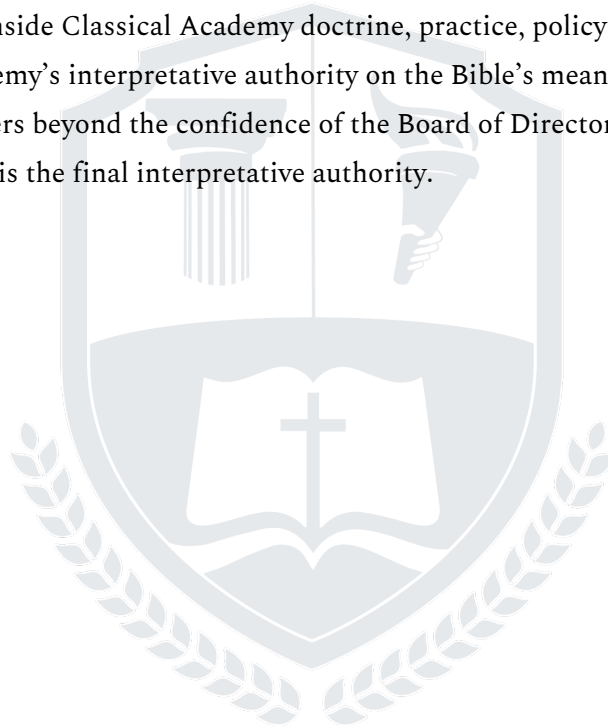 nside Classical Academy doctrine, practice, policy
emy’s interpretative authority on the Bible’s mean
ers beyond the confidence of the Board of Director
is the final interpretative authority.